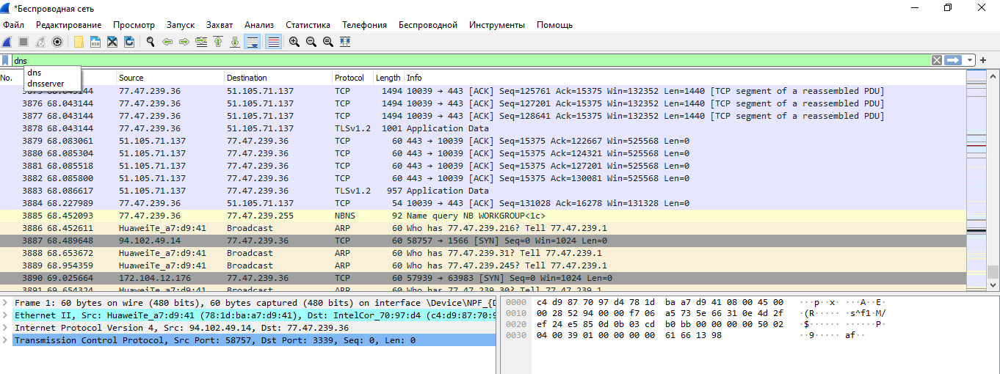 *Беспроводная сеть
Файл Редактирование Просмотр Запуск Захват Анализ Статистика Телефония Беспроводной Инструменты Помощь
dns
dns
dnsserver
No. Source Destination Protocol Length Info
77.47.239.36 51.105.71.137 TCP 1494 10039 → 443 [ACK] Seq=125761 Ack=15375 Win=132352 Len=1440 [TCP segment of a reassembled PDU]
3876 68.043144 77.47.239.36 51.105.71.137 TCP 1494 10039 → 443 [ACK] Seq=127201 Ack=15375 Win=132352 Len=1440 [TCP segment of a reassembled PDU]
3877 68.043144 77.47.239.36 51.105.71.137 TCP 1494 10039 → 443 [ACK] Seq=128641 Ack=15375 Win=132352 Len=1440 [TCP segment of a reassembled PDU]
3878 68.043144 77.47.239.36 51.105.71.137 TLSv1.2 1001 Application Data
3879 68.083061 51.105.71.137 77.47.239.36 TCP 60 443 → 10039 [ACK] Seq=15375 Ack=122667 Win=525568 Len=0
3880 68.085304 51.105.71.137 77.47.239.36 TCP 60 443 → 10039 [ACK] Seq=15375 Ack=124321 Win=525568 Len=0
3881 68.085518 51.105.71.137 77.47.239.36 TCP 60 443 → 10039 [ACK] Seq=15375 Ack=127201 Win=525568 Len=0
3882 68.085800 51.105.71.137 77.47.239.36 TCP 60 443 → 10039 [ACK] Seq=15375 Ack=130081 Win=525568 Len=0
3883 68.086617 51.105.71.137 77.47.239.36 TLSv1.2 957 Application Data
3884 68.227989 77.47.239.36 51.105.71.137 TCP 54 10039 → 443 [ACK] Seq=131028 Ack=16278 Win=131328 Len=0
3885 68.452093 77.47.239.36 77.47.239.255 NBNS 92 Name query NB WORKGROUP<1c>
3886 68.452611 HuaweiTe_a7:d9:41 Broadcast ARP 60 Who has 77.47.239.216? Tell 77.47.239.1
3887 68.489648 94.102.49.14 77.47.239.36 TCP 60 58757 → 1566 [SYN] Seq=0 Win=1024 Len=0
3888 68.653672 HuaweiTe_a7:d9:41 Broadcast ARP 60 Who has 77.47.239.31? Tell 77.47.239.1
3889 68.954359 HuaweiTe_a7:d9:41 Broadcast ARP 60 Who has 77.47.239.245? Tell 77.47.239.1
3890 69.025664 172.104.12.176 77.47.239.36 TCP 60 57939 → 63983 [SYN] Seq=0 Win=1024 Len=0
3891 69.654324 HuaweiTe_a7:d9:41 Broadcast ARP 60 Who has 77.47.239.30? Tell 77.47.239.1
Frame 1: 60 bytes on wire (480 bits), 60 bytes captured (480 bits) on interface \Device\NPF_{D
Ethernet II, Src: HuaweiTe_a7:d9:41 (78:1d:ba:a7:d9:41), Dst: IntelCor_70:97:d4 (c4:d9:87:70:9
Internet Protocol Version 4, Src: 94.102.49.14, Dst: 77.47.239.36
Transmission Control Protocol, Src Port: 58757, Dst Port: 3339, Seq: 0, Len: 0
0000 c4 d9 87 70 97 d4 78 1d ba a7 d9 41 08 00 45 00 ···p··x· ···A··E·
0010 00 28 52 94 00 00 f7 06 a5 73 5e 66 31 0e 4d 2f ·(R····· ·s^f1·M/
0020 ef 24 e5 85 0d 0b 03 cd b0 bb 00 00 00 00 50 02 ·$······ ······P·
0030 04 00 39 01 00 00 00 00 61 66 13 98 ··9····· af··